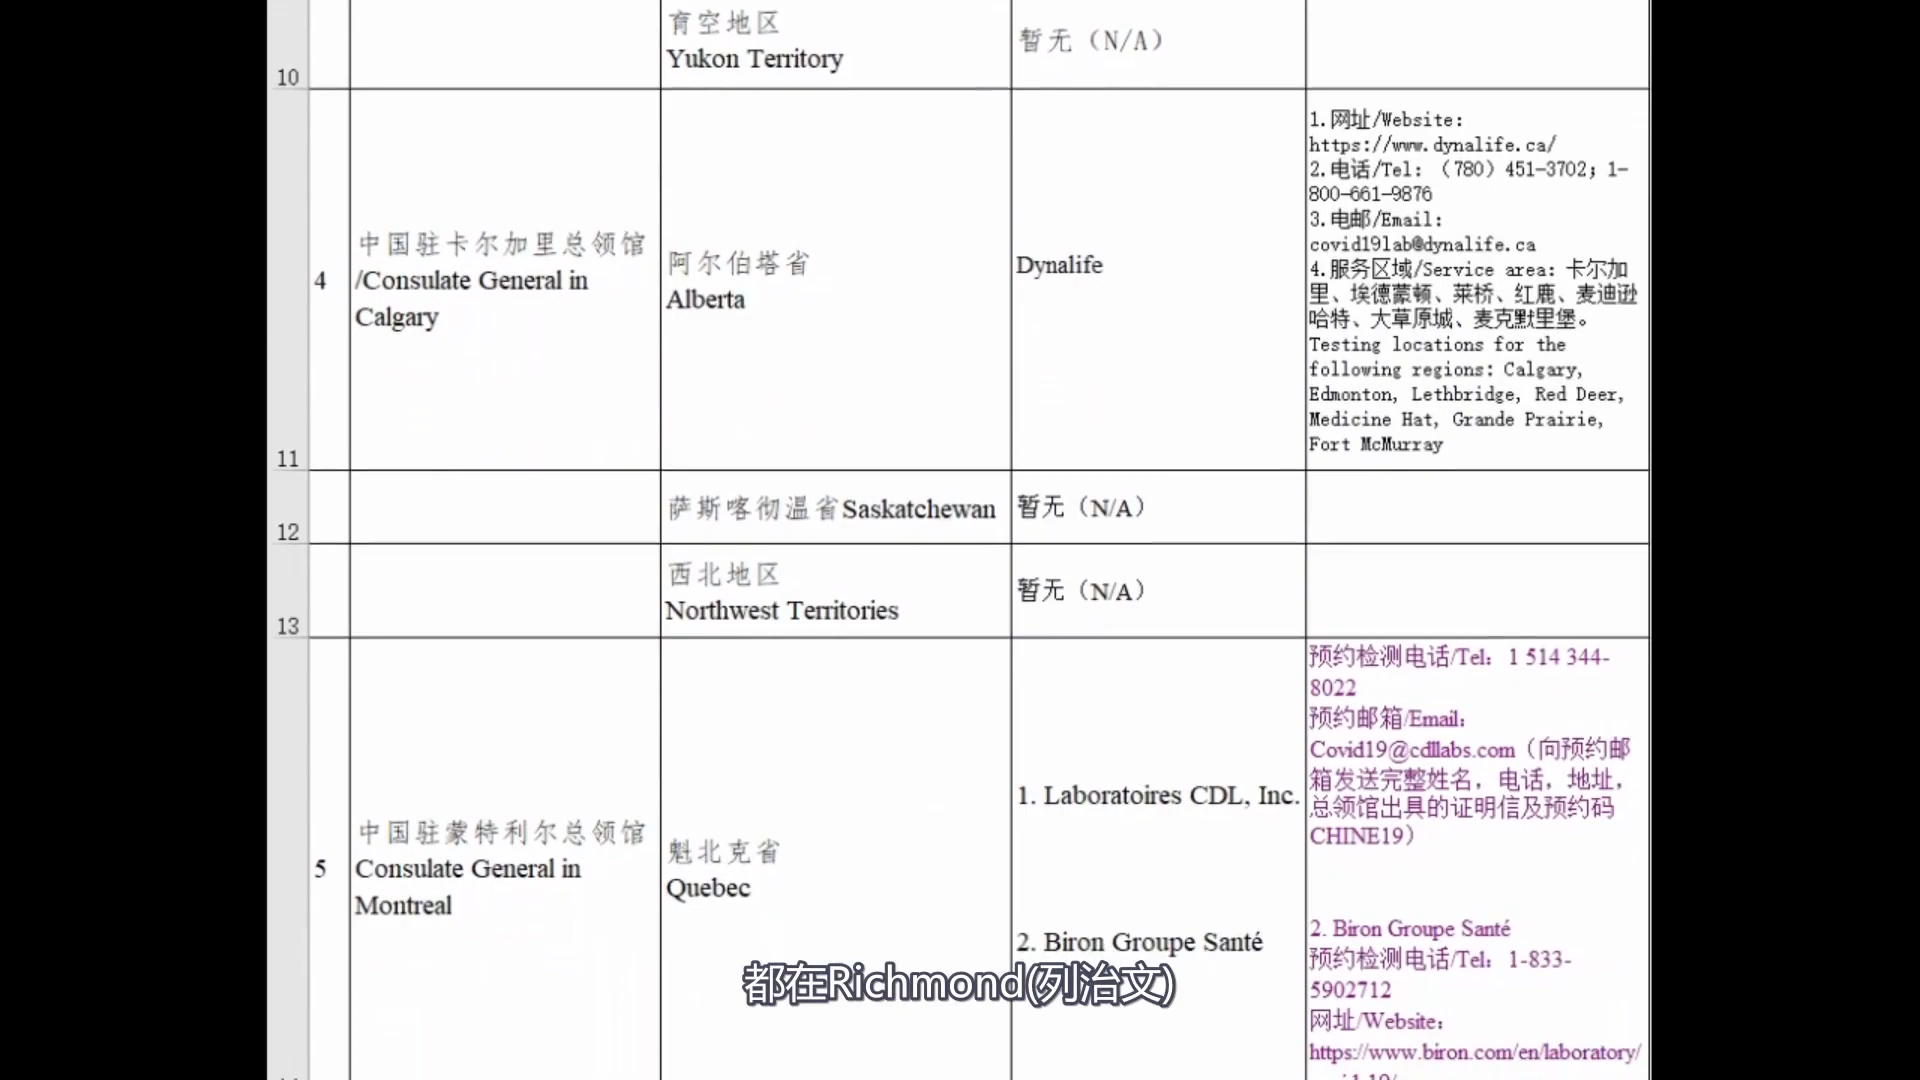 育空地区
Yukon Territory
暂无（N/A）
10
4
中国驻卡尔加里总领馆
/Consulate General in
Calgary
阿尔伯塔省
Alberta
Dynalife
1.网址/Website:
https://www.dynalife.ca/
2.电话/Tel: （780）451-3702；1-
800-661-9876
3.电邮/Email:
covid19lab@dynalife.ca
4.服务区域/Service area: 卡尔加
里、埃德蒙顿、莱桥、红鹿、麦迪逊
哈特、大草原城、麦克默里堡。
Testing locations for the
following regions: Calgary,
Edmonton, Lethbridge, Red Deer,
Medicine Hat, Grande Prairie,
Fort McMurray
11
萨斯喀彻温省Saskatchewan
暂无（N/A）
12
西北地区
Northwest Territories
暂无（N/A）
13
5
中国驻蒙特利尔总领馆
Consulate General in
Montreal
魁北克省
Quebec
1. Laboratoires CDL, Inc.
2. Biron Groupe Santé
预约检测电话/Tel：1 514 344-
8022
预约邮箱/Email：
Covid19@cdllabs.com（向预约邮
箱发送完整姓名，电话，地址，
总领馆出具的证明信及预约码
CHINE19）
2. Biron Groupe Santé
预约检测电话/Tel：1-833-
5902712
网址/Website：
https://www.biron.com/en/laboratory/
都在Richmond(列治文)